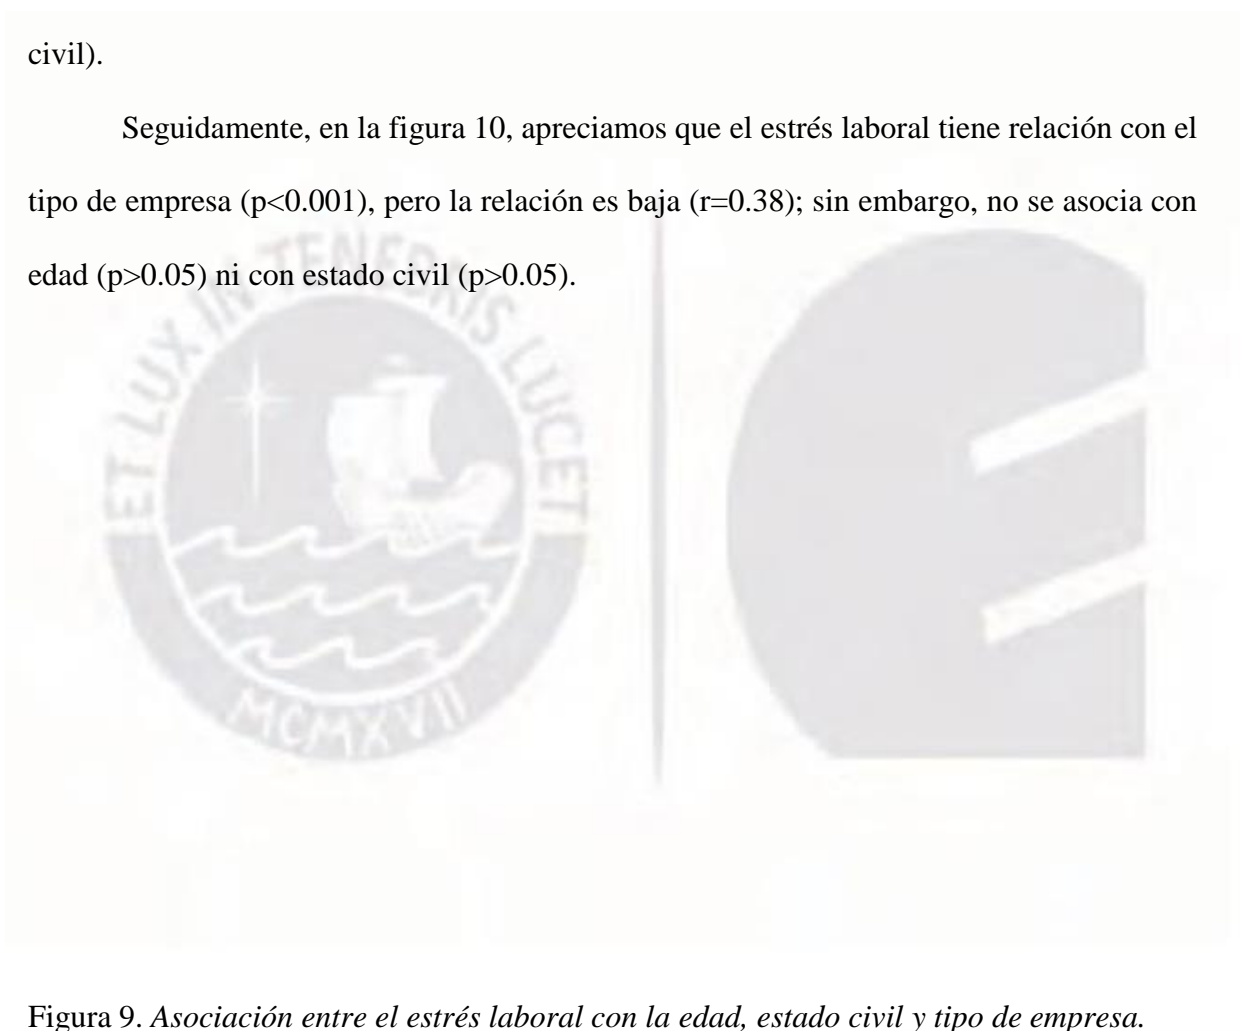 civil).
Seguidamente, en la figura 10, apreciamos que el estrés laboral tiene relación con el
tipo de empresa (p<0.001), pero la relación es baja (r=0.38); sin embargo, no se asocia con
edad (p>0.05) ni con estado civil (p>0.05).
ET LUX IN TENEBRIS LUCET
MCMXVII
Figura 9. Asociación entre el estrés laboral con la edad, estado civil y tipo de empresa.